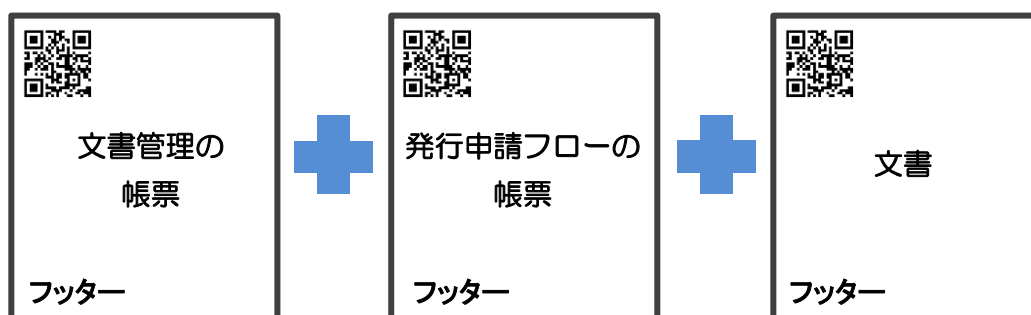 文書管理の
帳票
フッター
発行申請フローの
帳票
フッター
文書
フッター